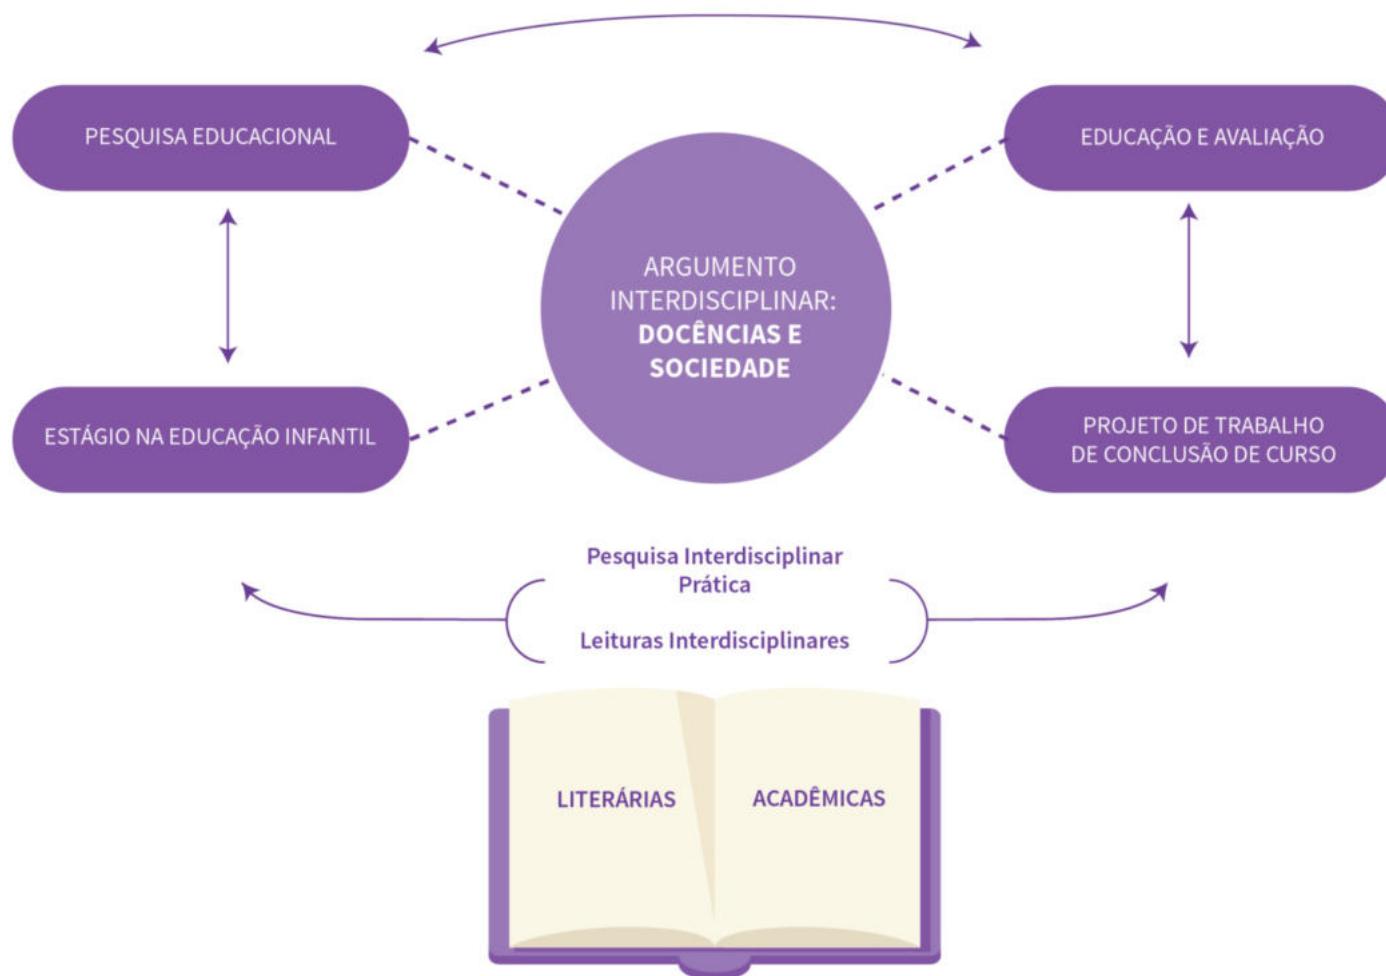 PESQUISA EDUCACIONAL
EDUCAÇÃO E AVALIAÇÃO
ARGUMENTO
INTERDISCIPLINAR:
DOCÊNCIAS E
SOCIEDADE
ESTÁGIO NA EDUCAÇÃO INFANTIL
PROJETO DE TRABALHO
DE CONCLUSÃO DE CURSO
Pesquisa Interdisciplinar
Prática
Leituras Interdisciplinares
LITERÁRIAS
ACADÊMICAS